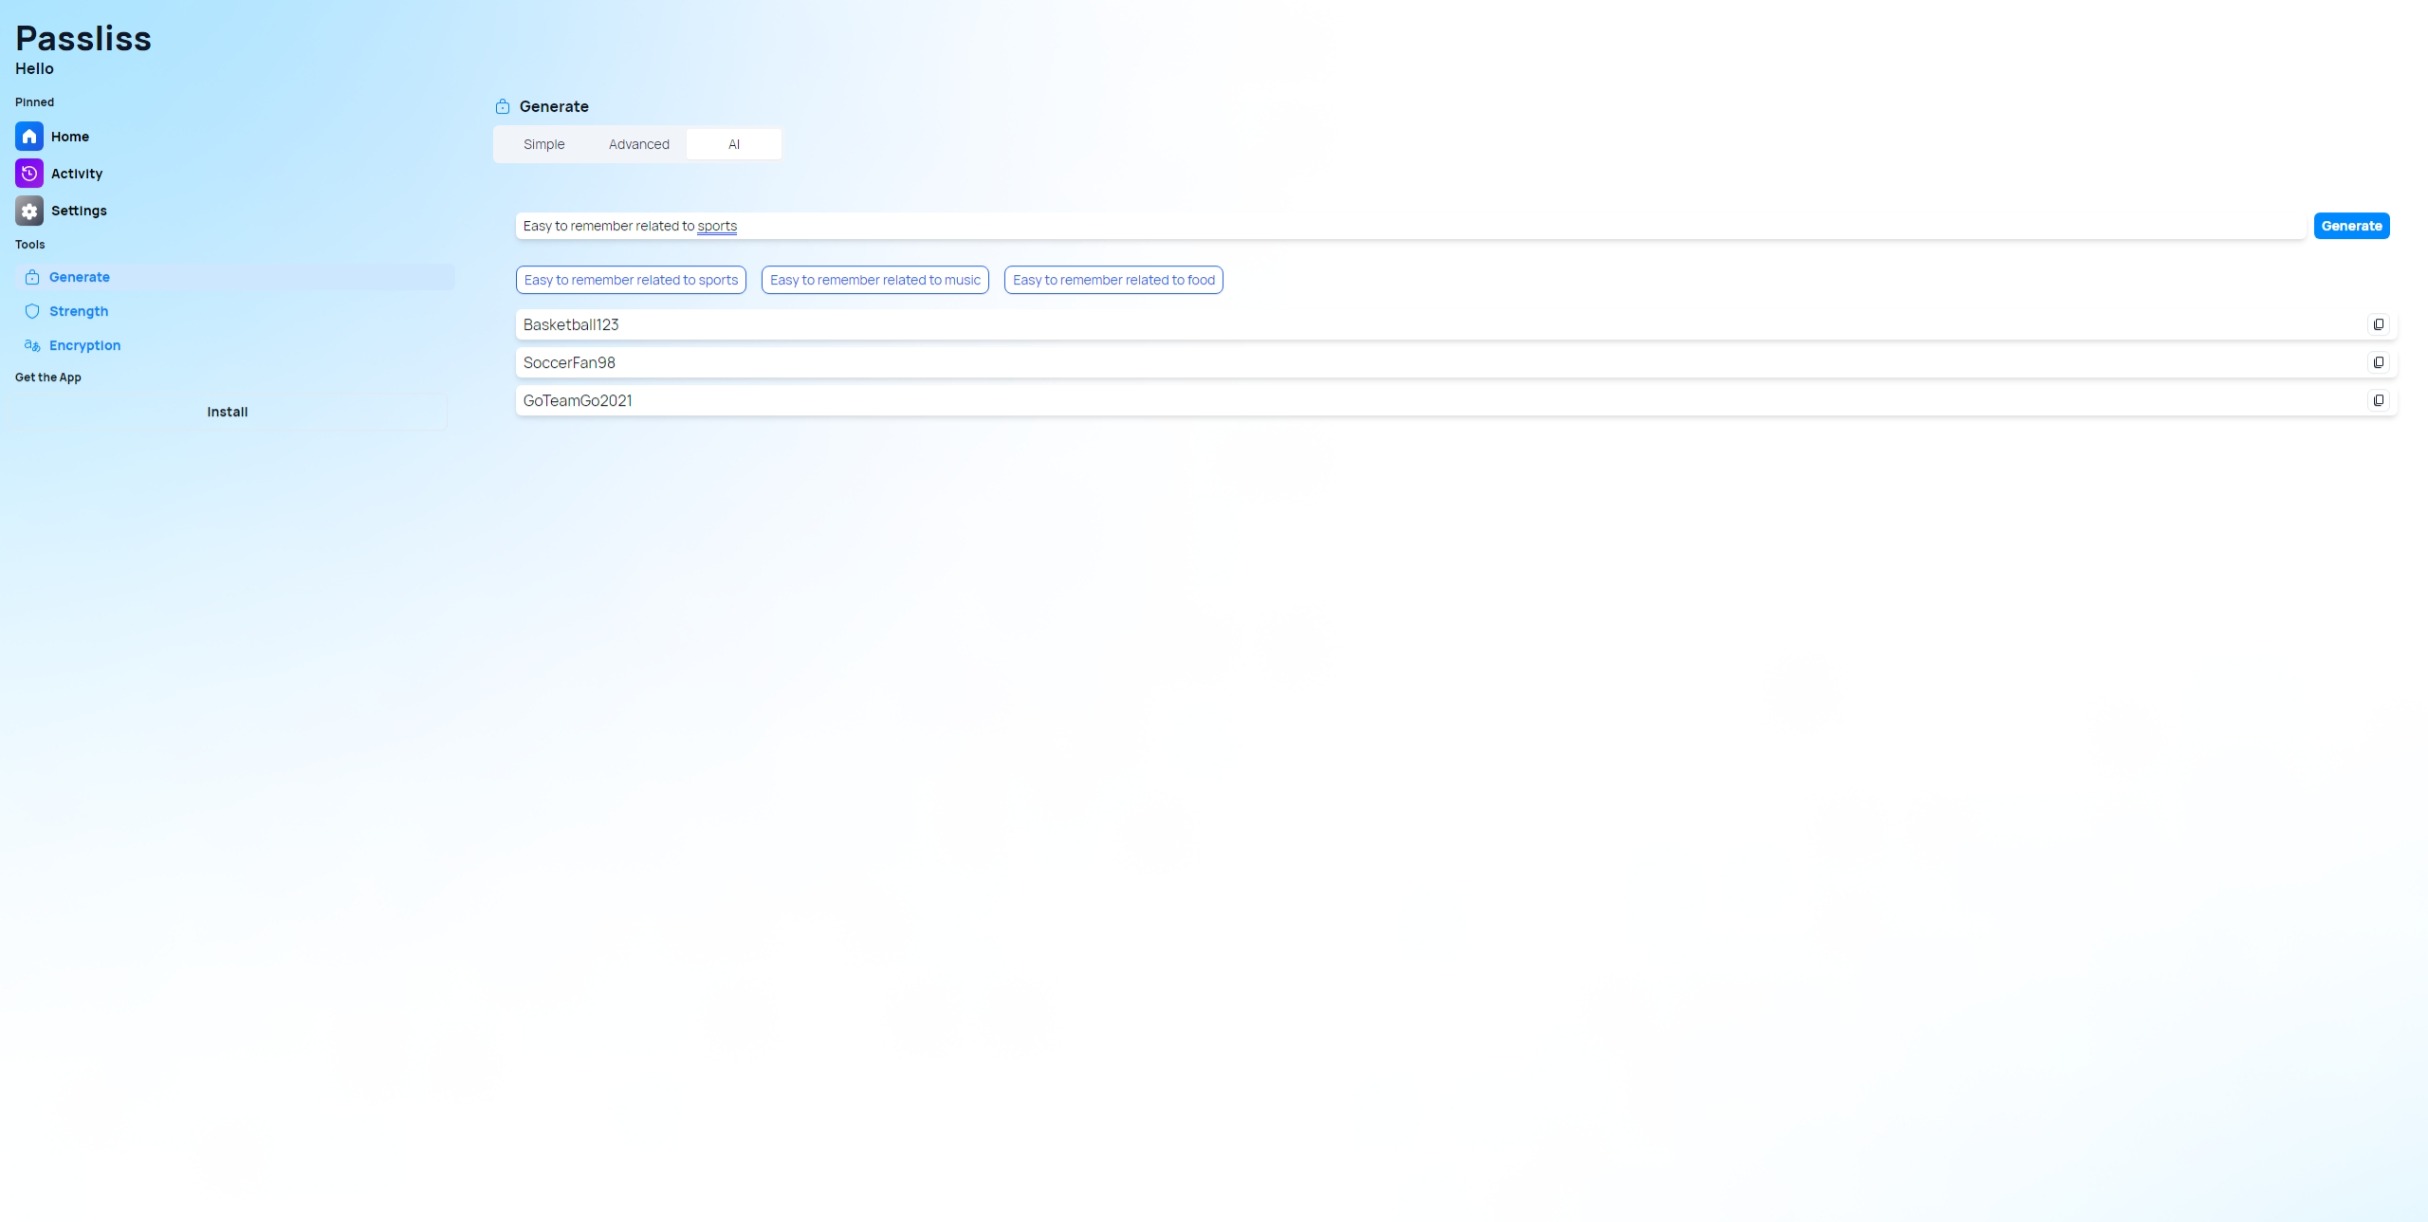 Passliss
Hello
Pinned
Home
Activity
Settings
Tools
Generate
Strength
Encryption
Get the App
Install
Generate
Simple
Advanced
AI
Easy to remember related to sports
Generate
Easy to remember related to sports
Easy to remember related to music
Easy to remember related to food
Basketball123
SoccerFan98
GoTeamGo2021